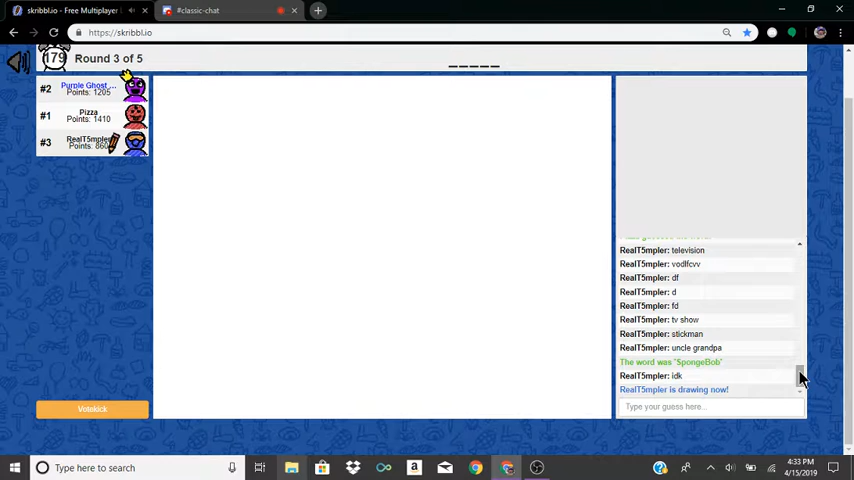 skribbl.io - Free Multiplayer
#classic-chat
https://skribbl.io
179
Round 3 of 5
_ _ _ _ _
#2
Purple Ghost ...
Points: 1205
#1
Pizza
Points: 1410
#3
RealT5mpler
Points: 860
RealT5mpler: television
RealT5mpler: vodlfcvv
RealT5mpler: df
RealT5mpler: d
RealT5mpler: fd
RealT5mpler: tv show
RealT5mpler: stickman
RealT5mpler: uncle grandpa
The word was "SpongeBob"
RealT5mpler: idk
RealT5mpler is drawing now!
Type your guess here...
Votekick
Type here to search
4:33 PM
4/15/2019